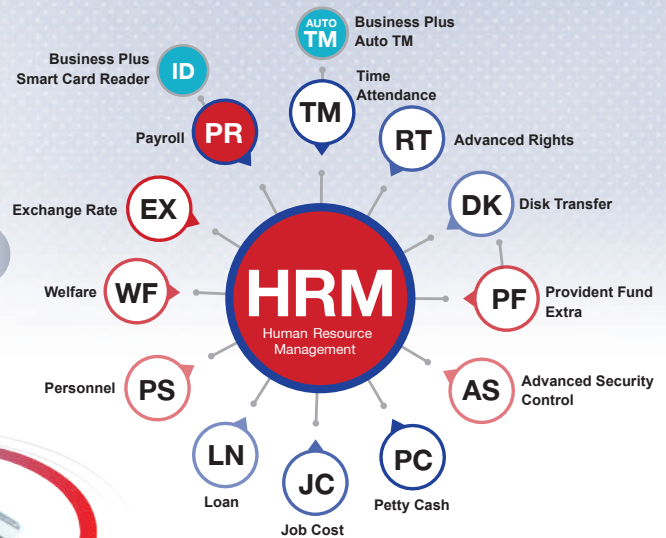 AUTO
TM
Business Plus
Auto TM
Business Plus
Smart Card Reader
ID
Time
Attendance
TM
Payroll
PR
RT
Advanced Rights
Exchange Rate
EX
DK
Disk Transfer
Welfare
WF
HRM
Human Resource
Management
PF
Provident Fund
Extra
Personnel
PS
AS
Advanced Security
Control
LN
Loan
JC
Job Cost
PC
Petty Cash